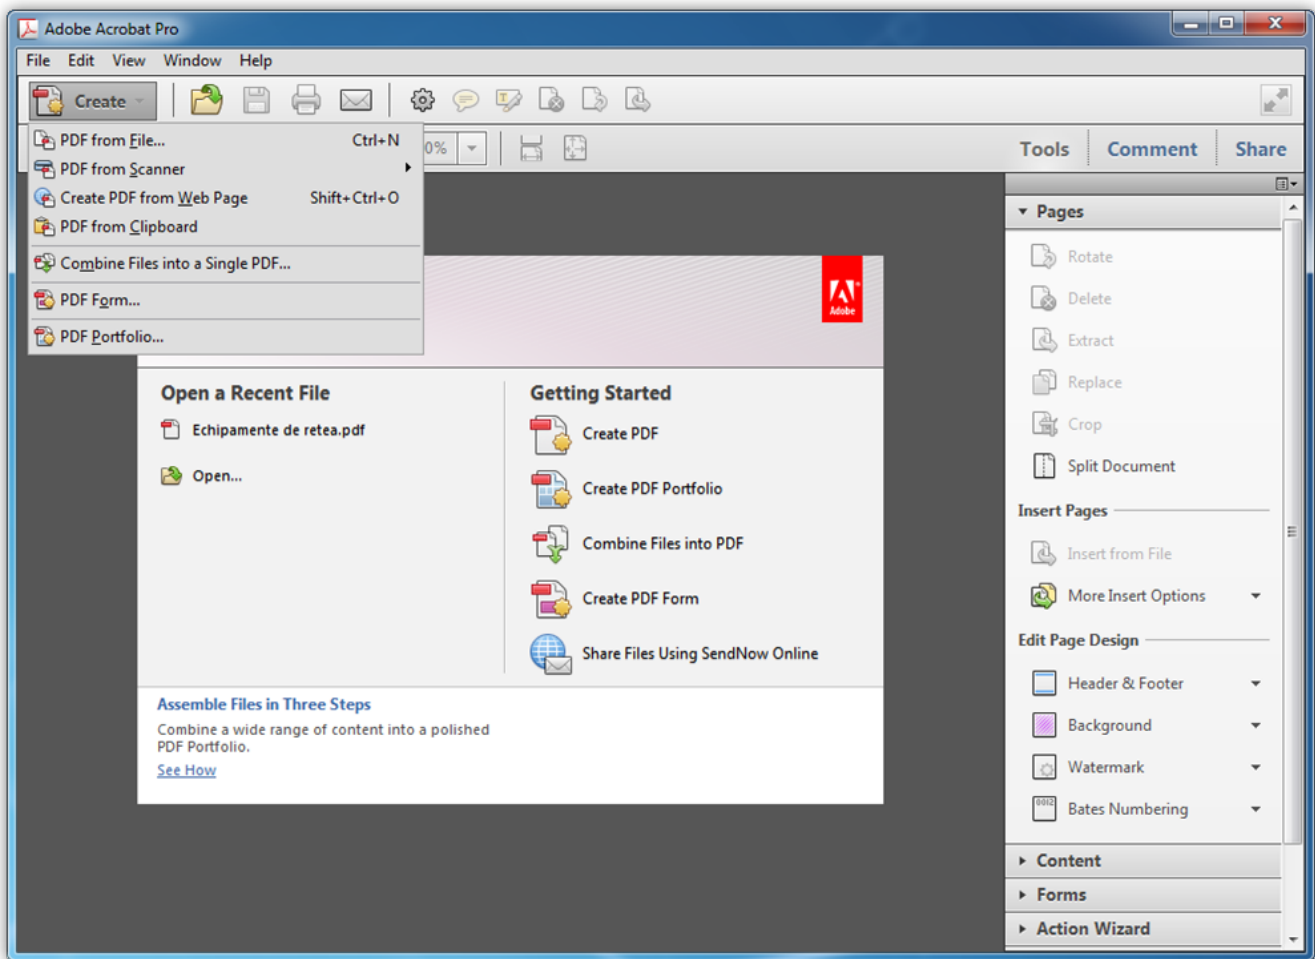 Adobe Acrobat Pro
File Edit View Window Help
Create
PDF from File... Ctrl+N
PDF from Scanner
Create PDF from Web Page Shift+Ctrl+O
PDF from Clipboard
Combine Files into a Single PDF...
PDF Form...
PDF Portfolio...
0%
Tools Comment Share
Adobe
Open a Recent File
Echipamente de retea.pdf
Open...
Getting Started
Create PDF
Create PDF Portfolio
Combine Files into PDF
Create PDF Form
Share Files Using SendNow Online
Assemble Files in Three Steps
Combine a wide range of content into a polished
PDF Portfolio.
See How
Pages
Rotate
Delete
Extract
Replace
Crop
Split Document
Insert Pages
Insert from File
More Insert Options
Edit Page Design
Header & Footer
Background
Watermark
0012
Bates Numbering
Content
Forms
Action Wizard